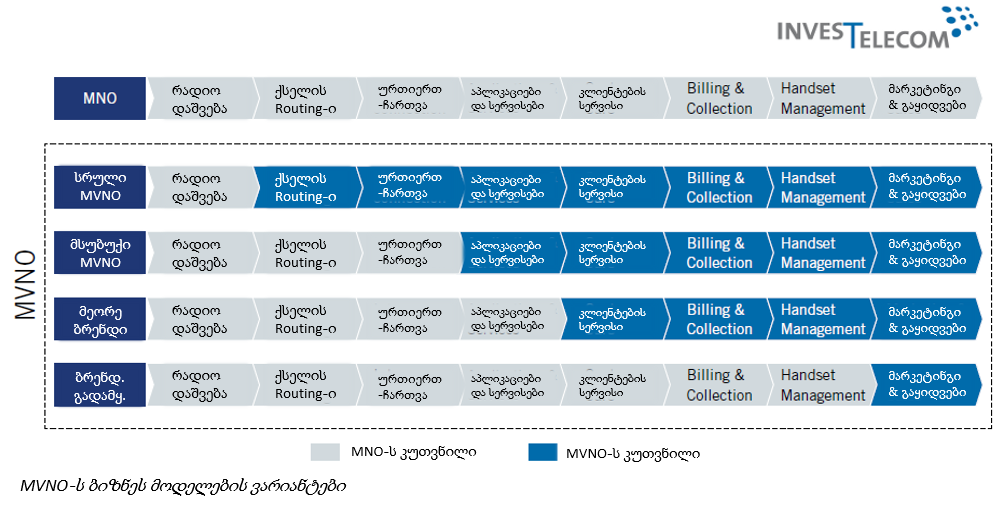 INVESTELECOM
MNO
რადიო
დაშვება
ქსელის
Routing-ი
ურთიერთ
-ჩართვა
აპლიკაციები
და სერვისები
კლიენტების
სერვისი
Billing &
Collection
Handset
Management
მარკეტინგი
& გაყიდვები
MVNO
სრული
MVNO
რადიო
დაშვება
ქსელის
Routing-ი
ურთიერთ
-ჩართვა
აპლიკაციები
და სერვისები
კლიენტების
სერვისი
Billing &
Collection
Handset
Management
მარკეტინგი
& გაყიდვები
მსუბუქი
MVNO
რადიო
დაშვება
ქსელის
Routing-ი
ურთიერთ
-ჩართვა
აპლიკაციები
და სერვისები
კლიენტების
სერვისი
Billing &
Collection
Handset
Management
მარკეტინგი
& გაყიდვები
მეორე
ბრენდი
რადიო
დაშვება
ქსელის
Routing-ი
ურთიერთ
-ჩართვა
აპლიკაციები
და სერვისები
კლიენტების
სერვისი
Billing &
Collection
Handset
Management
მარკეტინგი
& გაყიდვები
ბრენდ.
გადამყ.
რადიო
დაშვება
ქსელის
Routing-ი
ურთიერთ
-ჩართვა
აპლიკაციები
და სერვისები
კლიენტების
სერვისი
Billing &
Collection
Handset
Management
მარკეტინგი
& გაყიდვები
MNO-ს კუთვნილი
MVNO-ს კუთვნილი
MVNO-ს ბიზნეს მოდელების ვარიანტები